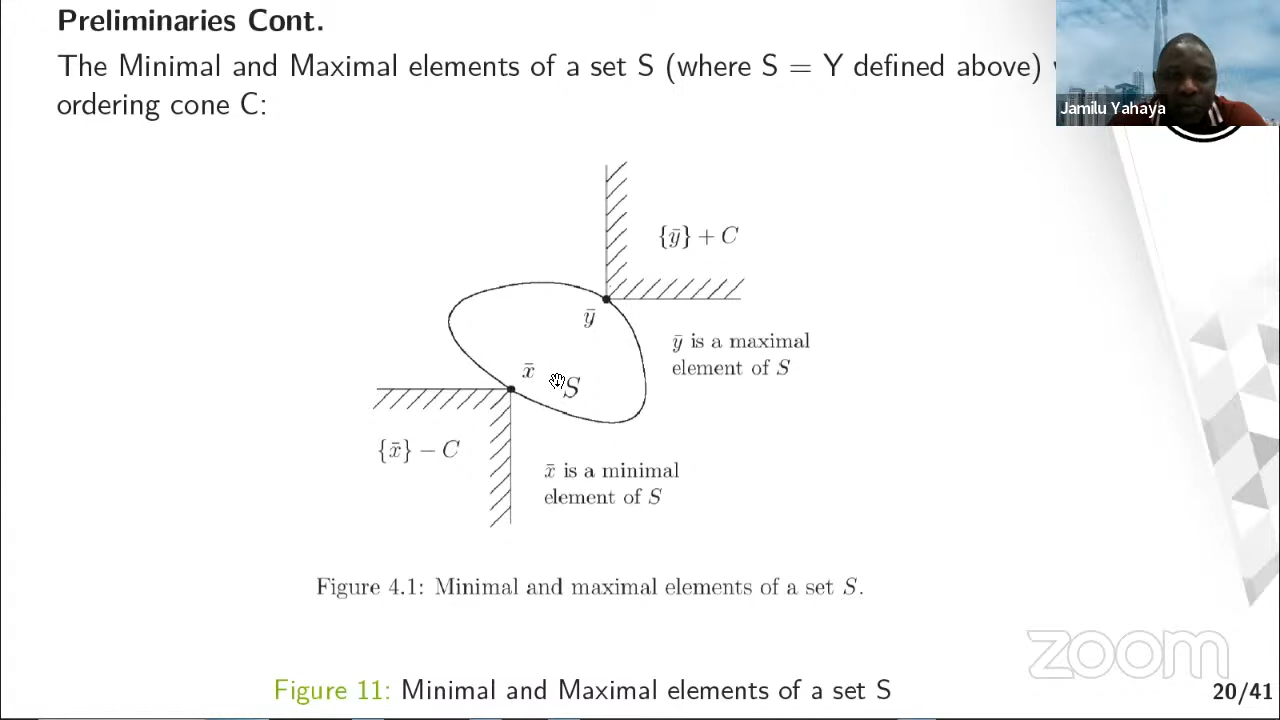 Preliminaries Cont.
The Minimal and Maximal elements of a set S (where S = Y defined above)
ordering cone C:
Jamilu Yahaya
{ȳ} + C
ȳ
ȳ is a maximal
element of S
x̄
S
{x̄} − C
x̄ is a minimal
element of S
Figure 4.1: Minimal and maximal elements of a set S.
zoom
Figure 11: Minimal and Maximal elements of a set S
20/41